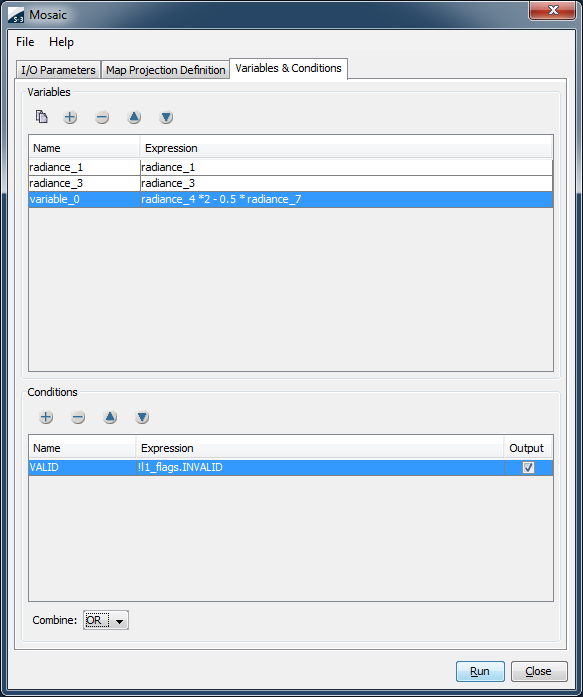 S-3 Mosaic
File Help
I/O Parameters Map Projection Definition Variables & Conditions
Variables
Name Expression
radiance_1 radiance_1
radiance_3 radiance_3
variable_0 radiance_4 *2 - 0.5 * radiance_7
Conditions
Name Expression Output
VALID !l1_flags.INVALID
Combine: OR
Run Close